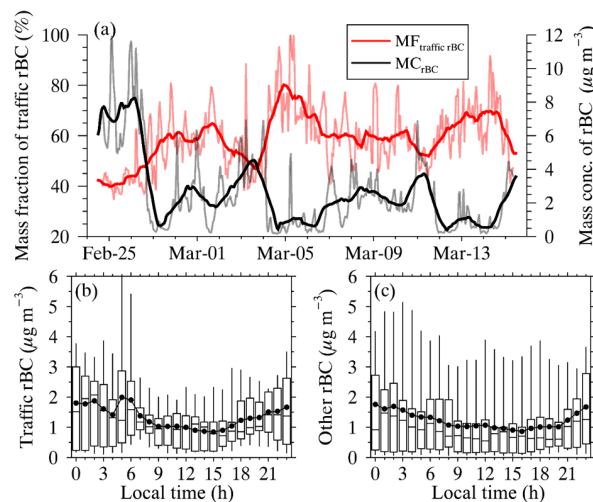 (a)
MF traffic rBC
MC rBC
Mass fraction of traffic rBC (%)
100
80
60
40
20
Mass conc. of rBC (μg m−3)
12
10
8
6
4
2
0
Feb-25 Mar-01 Mar-05 Mar-09 Mar-13
(b)
Traffic rBC (μg m−3)
6
5
4
3
2
1
0
0 3 6 9 12 15 18 21
Local time (h)
(c)
Other rBC (μg m−3)
6
5
4
3
2
1
0
0 3 6 9 12 15 18 21
Local time (h)